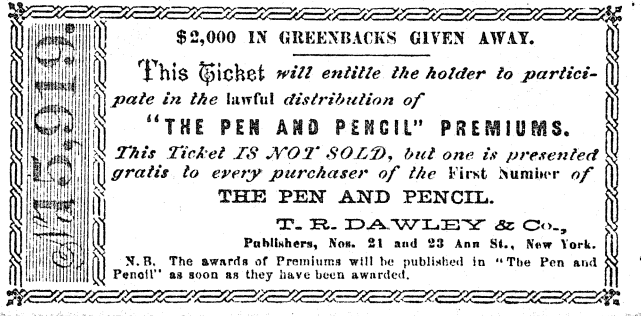 $2,000 IN GREENBACKS GIVEN AWAY.
This Ticket will entitle the holder to partici-
pate in the lawful distribution of
"THE PEN AND PENCIL" PREMIUMS.
This Ticket IS NOT SOLD, but one is presented
gratis to every purchaser of the First Number of
THE PEN AND PENCIL.
T. R. DAWLEY & Co.,
Publishers, Nos. 21 and 23 Ann St., New York.
N.B. The awards of Premiums will be published in "The Pen and
Pencil" as soon as they have been awarded.